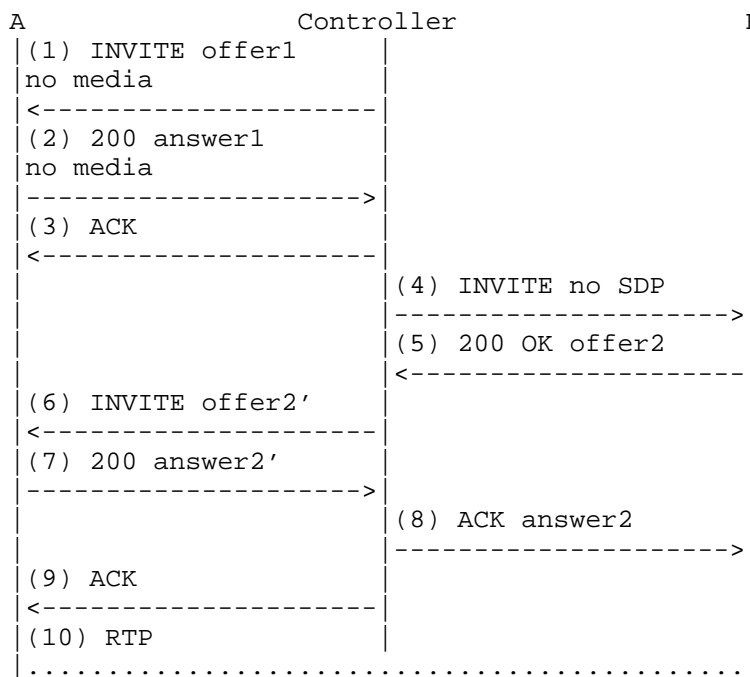 A Controller
(1) INVITE offer1
no media
(2) 200 answer1
no media
(3) ACK
(4) INVITE no SDP
(5) 200 OK offer2
(6) INVITE offer2'
(7) 200 answer2'
(8) ACK answer2
(9) ACK
(10) RTP